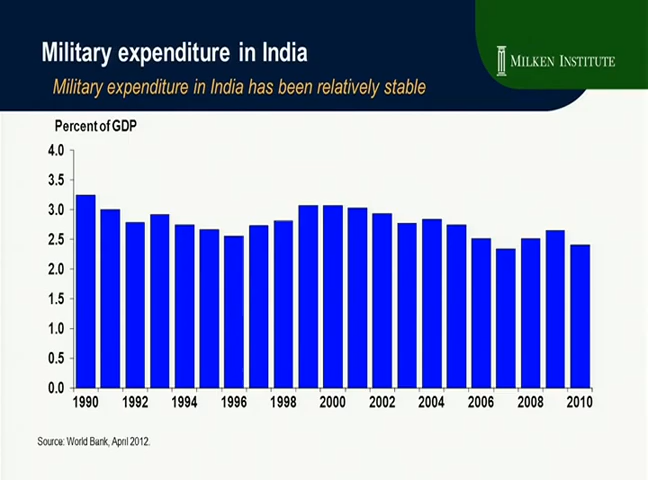 Military expenditure in India
MILKEN INSTITUTE
Military expenditure in India has been relatively stable
Percent of GDP
4.0
3.5
3.0
2.5
2.0
1.5
1.0
0.5
0.0
1990 1992 1994 1996 1998 2000 2002 2004 2006 2008 2010
Source: World Bank, April 2012.